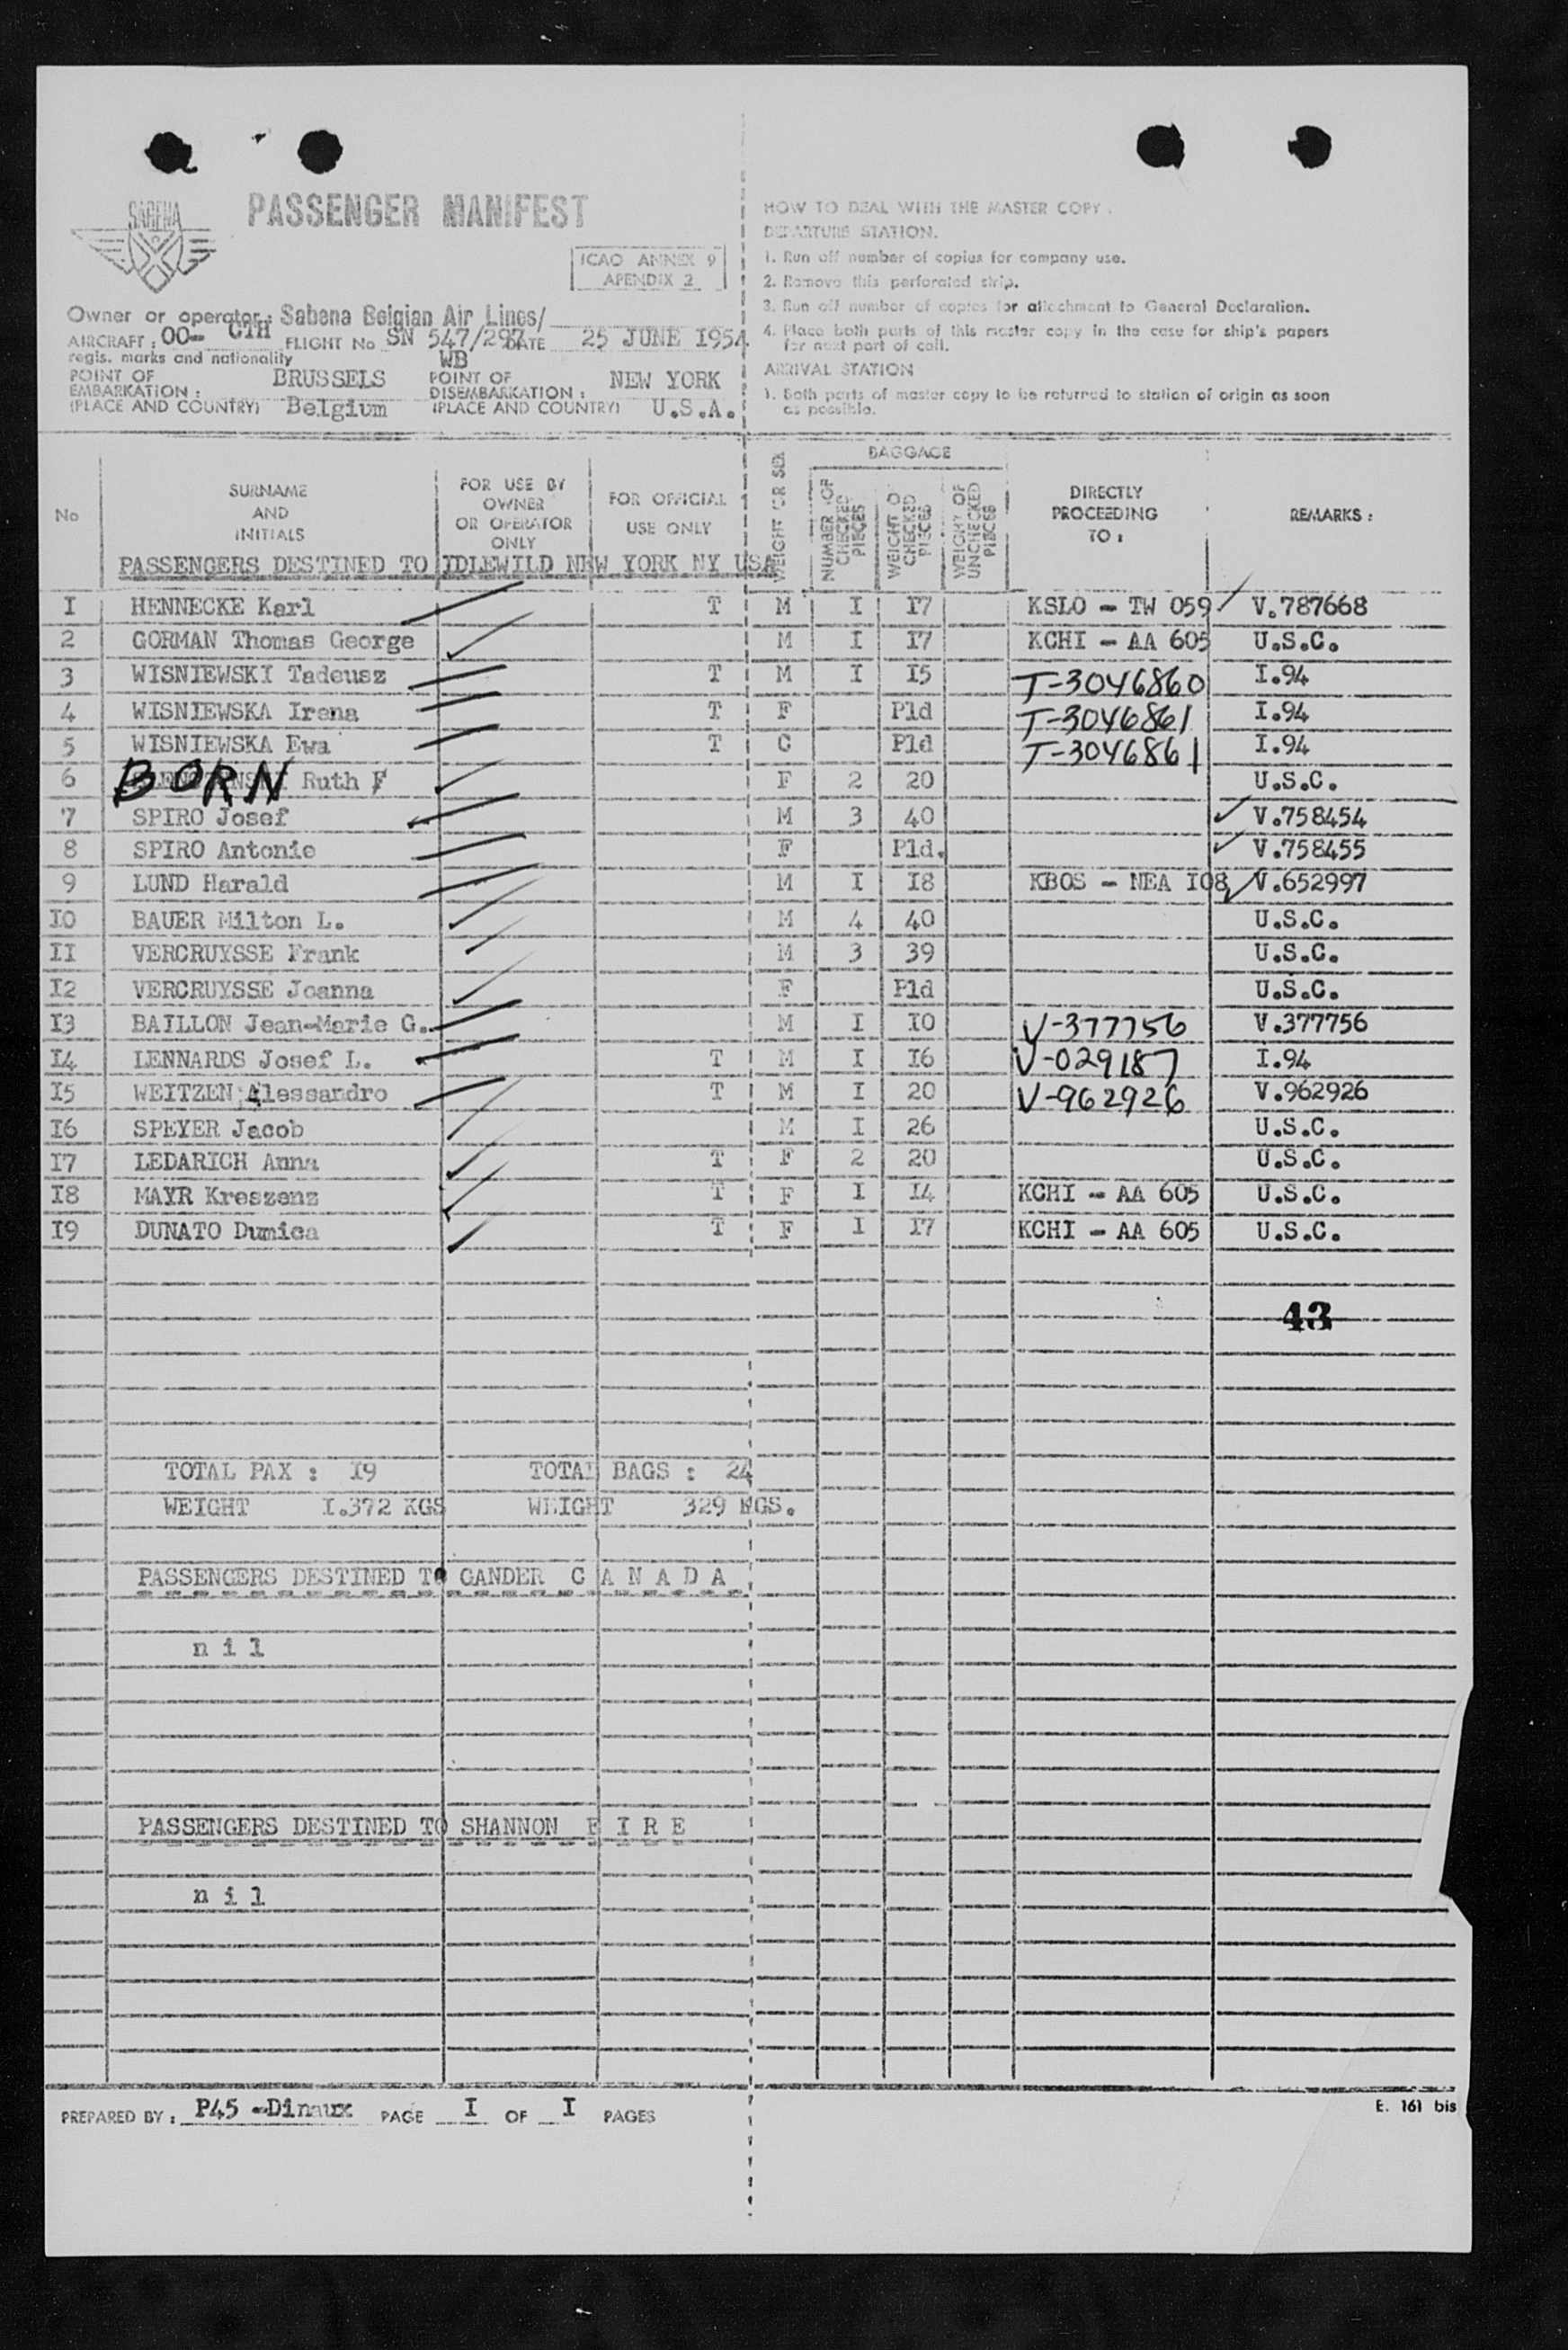 SABENA
PASSENGER MANIFEST
ICAO ANNEX 9
APENDIX 2
Owner or operator : Sabena Belgian Air Lines/
AIRCRAFT : OO- CTH FLIGHT No SN 547/297 DATE 25 JUNE 1954
regis. marks and nationality WB
POINT OF EMBARKATION : BRUSSELS POINT OF DISEMBARKATION : NEW YORK
(PLACE AND COUNTRY) Belgium (PLACE AND COUNTRY) U.S.A.
HOW TO DEAL WITH THE MASTER COPY.
DEPARTURE STATION.
1. Run off number of copies for company use.
2. Remove this perforated strip.
3. Run off number of copies for attachment to General Declaration.
4. Place both parts of this master copy in the case for ship's papers
for next port of call.
ARRIVAL STATION
1. Both parts of master copy to be returned to station of origin as soon
as possible.
No
SURNAME
AND
INITIALS
FOR USE BY
OWNER
OR OPERATOR
ONLY
FOR OFFICIAL
USE ONLY
WEIGHT OR SEX
BAGGAGE
NUMBER OF CHECKED PIECES
WEIGHT OF CHECKED PIECES
WEIGHT OF UNCHECKED PIECES
DIRECTLY
PROCEEDING
TO :
REMARKS :
PASSENGERS DESTINED TO IDLEWILD NEW YORK NY USA
I HENNECKE Karl T M I I7 KSLO - TW 059 V.787668
2 GORMAN Thomas George M I I7 KCHI - AA 605 U.S.C.
3 WISNIEWSKI Tadeusz T M I I5 T-3046860 I.94
4 WISNIEWSKA Irena T F Pld T-3046861 I.94
5 WISNIEWSKA Ewa T C Pld T-3046861 I.94
6 BORN Ruth F 2 20 U.S.C.
7 SPIRO Josef M 3 40 V.758454
8 SPIRO Antonie F Pld. V.758455
9 LUND Harald M I I8 KBOS - NEA I08 V.652997
I0 BAUER Milton L. M 4 40 U.S.C.
II VERCRUYSSE Frank M 3 39 U.S.C.
I2 VERCRUYSSE Joanna F Pld U.S.C.
I3 BAILLON Jean-Marie G. M I I0 V-377756 V.377756
I4 LENNARDS Josef L. T M I I6 V-029187 I.94
I5 WEITZEN Alessandro T M I 20 V-962926 V.962926
I6 SPEYER Jacob M I 26 U.S.C.
I7 LEDARICH Anna T F 2 20 U.S.C.
I8 MAYR Kreszenz T F I I4 KCHI - AA 605 U.S.C.
I9 DUNATO Dumica T F I I7 KCHI - AA 605 U.S.C.
43
TOTAL PAX : I9 TOTAL BAGS : 24
WEIGHT I.372 KGS WEIGHT 329 KGS.
PASSENGERS DESTINED TO GANDER C A N A D A
n i l
PASSENGERS DESTINED TO SHANNON E I R E
n i l
PREPARED BY : P45 -Dinaux PAGE I OF I PAGES
E. 161 bis